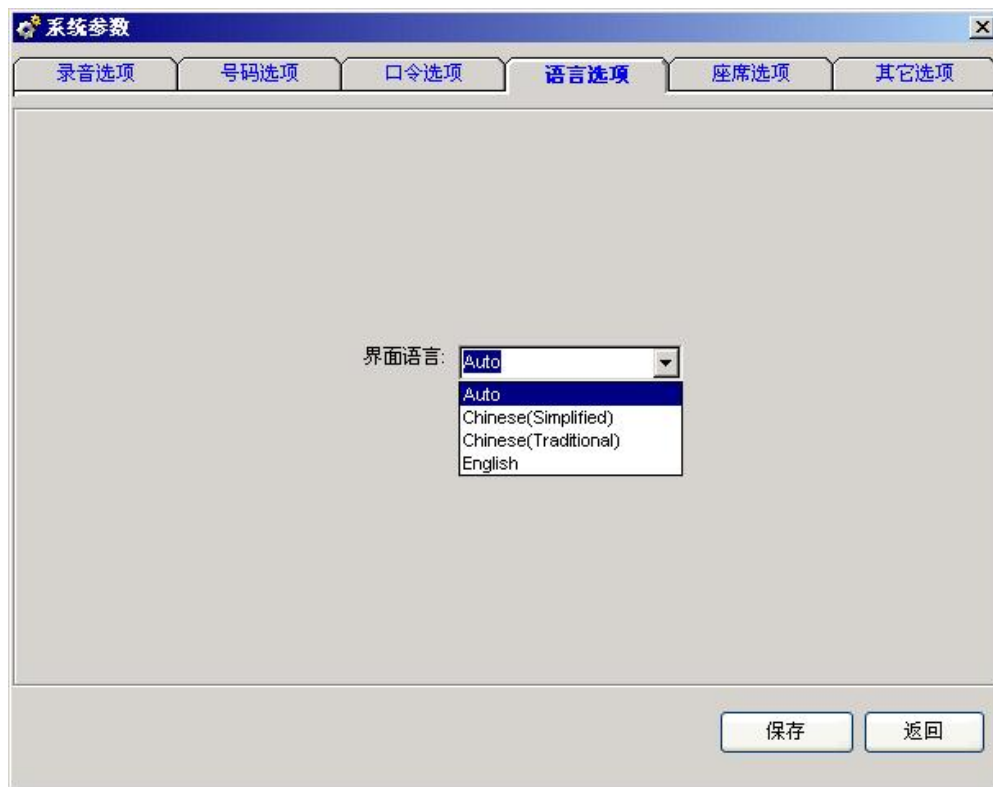 系统参数
录音选项 号码选项 口令选项 语言选项 座席选项 其它选项
界面语言: Auto
Auto
Chinese(Simplified)
Chinese(Traditional)
English
保存 返回